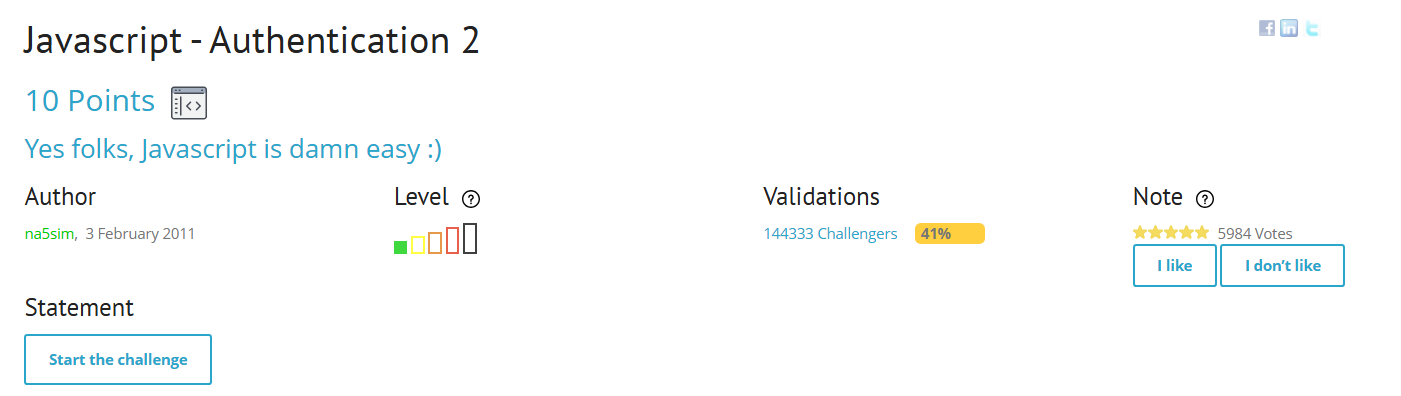 Javascript - Authentication 2
10 Points
Yes folks, Javascript is damn easy :)
Author
na5sim, 3 February 2011
Level ?
Validations
144333 Challengers 41%
Note ?
5984 Votes
I like I don’t like
Statement
Start the challenge